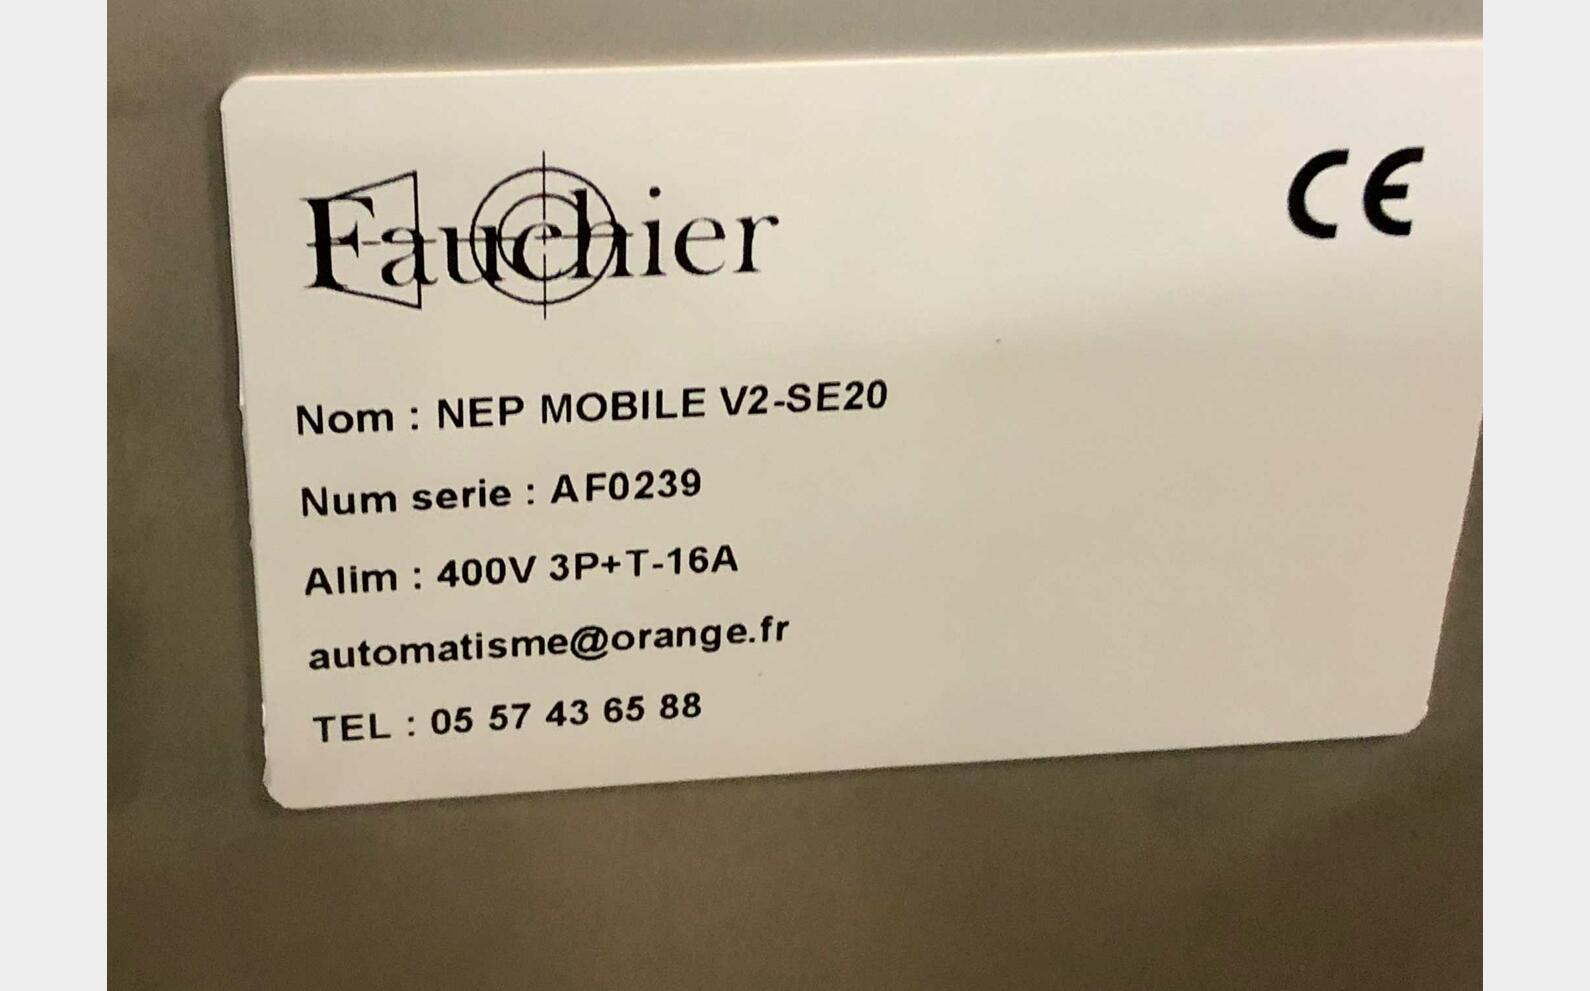 Fauchier
CE
Nom : NEP MOBILE V2-SE20
Num serie : AF0239
Alim : 400V 3P+T-16A
automatisme@orange.fr
TEL : 05 57 43 65 88